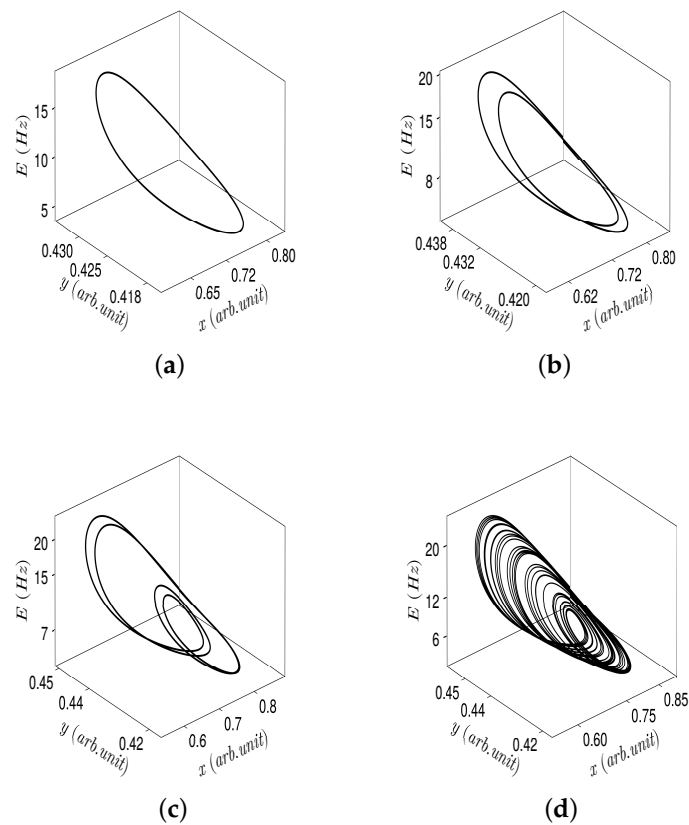 E (Hz)
15
10
5
0.430
0.425
0.418
y (arb.unit)
0.65
0.72
0.80
x (arb.unit)
(a)
E (Hz)
20
15
8
0.438
0.432
0.420
y (arb.unit)
0.62
0.72
0.80
x (arb.unit)
(b)
E (Hz)
20
15
7
0.45
0.44
0.42
y (arb.unit)
0.6
0.7
0.8
x (arb.unit)
(c)
E (Hz)
20
12
6
0.45
0.44
0.42
y (arb.unit)
0.60
0.75
0.85
x (arb.unit)
(d)